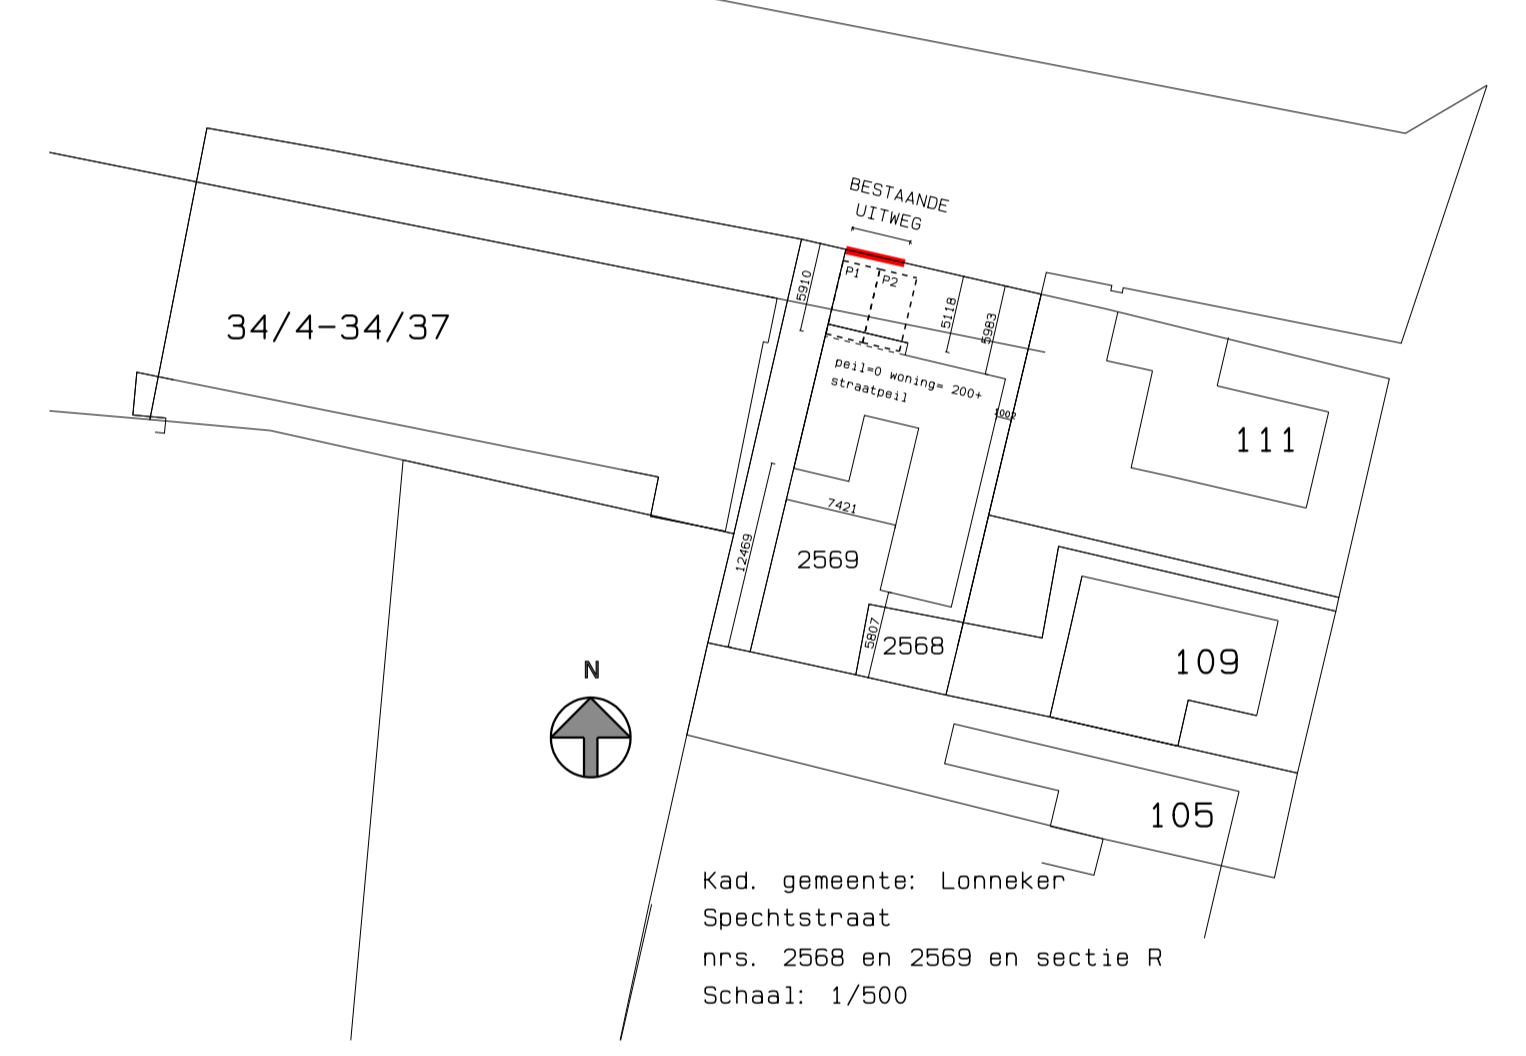 BESTAANDE
UITWEG
P1
P2
5910
5118
5983
34/4-34/37
peil=0 woning= 200+
straatpeil
1002
111
7421
12469
2569
5807
2568
109
N
105
Kad. gemeente: Lonneker
Spechtstraat
nrs. 2568 en 2569 en sectie R
Schaal: 1/500